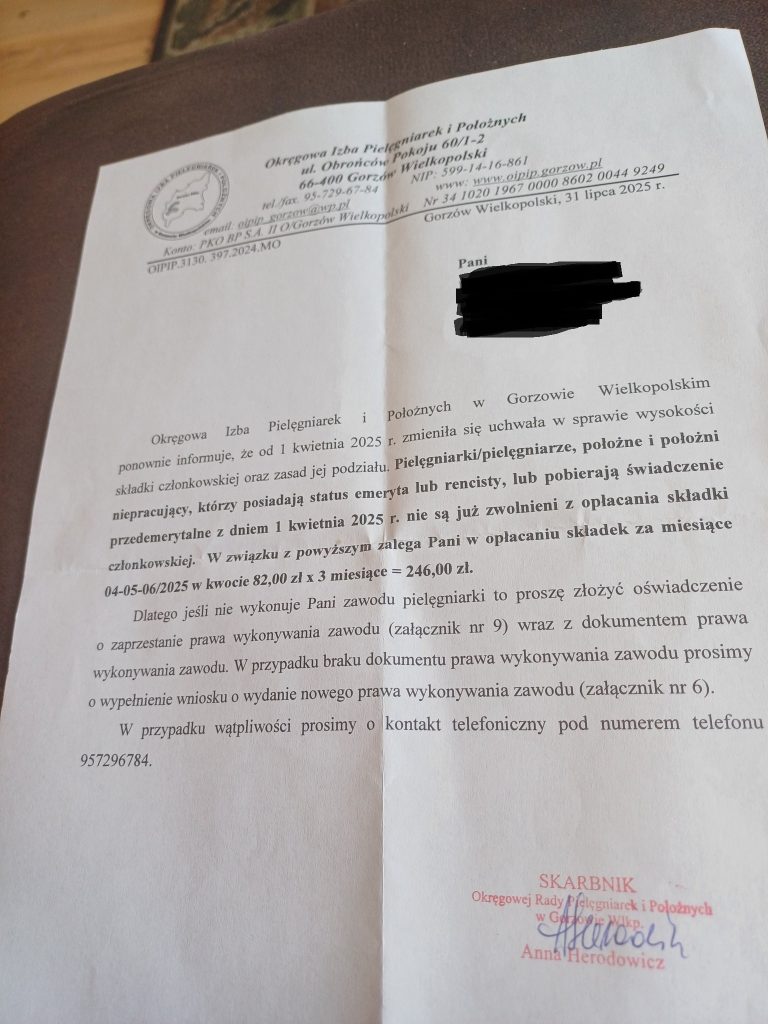 Okręgowa Izba Pielęgniarek i Położnych
ul. Obrońców Pokoju 60/1-2
66-400 Gorzów Wielkopolski
tel./fax. 95-729-67-84 NIP: 599-14-16-861
email: oipip_gorzow@wp.pl www: www.oipip.gorzow.pl
Konto: PKO BP S.A. II O/Gorzów Wielkopolski Nr 34 1020 1967 0000 8602 0044 9249
OIPIP.3130. 397.2024.MO
Gorzów Wielkopolski, 31 lipca 2025 r.
Pani
Okręgowa Izba Pielęgniarek i Położnych w Gorzowie Wielkopolskim
ponownie informuje, że od 1 kwietnia 2025 r. zmieniła się uchwała w sprawie wysokości
składki członkowskiej oraz zasad jej podziału. Pielęgniarki/pielęgniarze, położne i położni
niepracujący, którzy posiadają status emeryta lub rencisty, lub pobierają świadczenie
przedemerytalne z dniem 1 kwietnia 2025 r. nie są już zwolnieni z opłacania składki
członkowskiej. W związku z powyższym zalega Pani w opłacaniu składek za miesiące
04-05-06/2025 w kwocie 82,00 zł x 3 miesiące = 246,00 zł.
Dlatego jeśli nie wykonuje Pani zawodu pielęgniarki to proszę złożyć oświadczenie
o zaprzestanie prawa wykonywania zawodu (załącznik nr 9) wraz z dokumentem prawa
wykonywania zawodu. W przypadku braku dokumentu prawa wykonywania zawodu prosimy
o wypełnienie wniosku o wydanie nowego prawa wykonywania zawodu (załącznik nr 6).
W przypadku wątpliwości prosimy o kontakt telefoniczny pod numerem telefonu
957296784.
SKARBNIK
Okręgowej Rady Pielęgniarek i Położnych
w Gorzowie Wlkp.
Anna Herodowicz